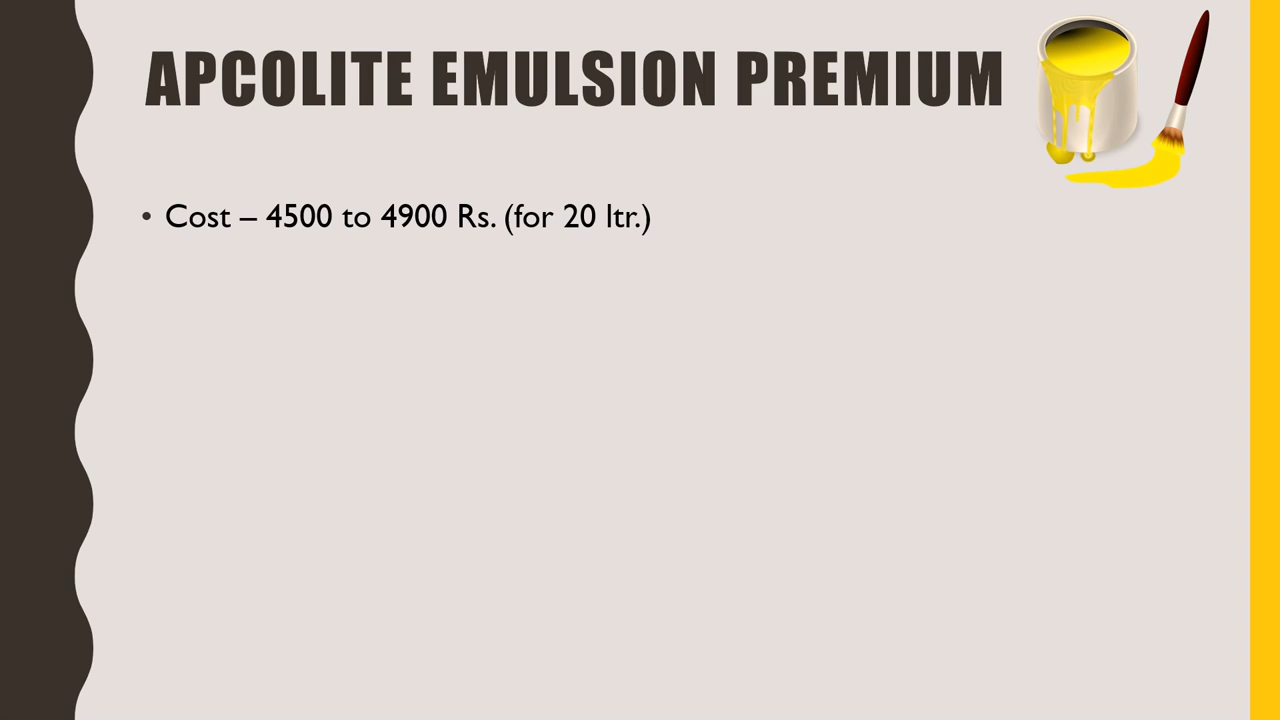 APCOLITE EMULSION PREMIUM
• Cost – 4500 to 4900 Rs. (for 20 ltr.)